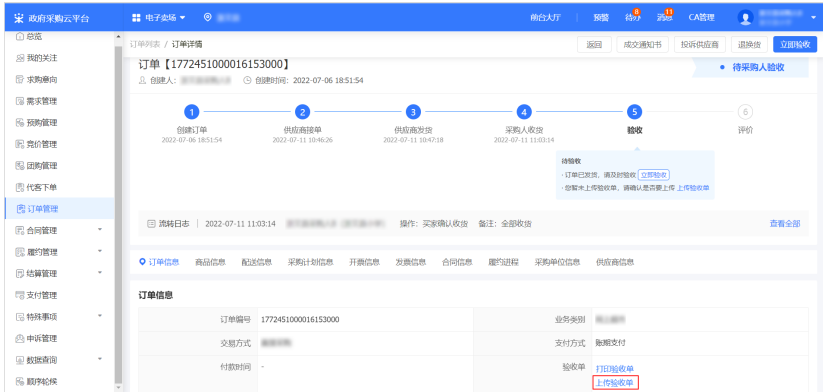 政府采购云平台
电子卖场
前台大厅
预警
待办
8
消息
11
CA管理
总览
我的关注
求购意向
需求管理
预购管理
竞价管理
团购管理
代客下单
订单管理
合同管理
履约管理
结算管理
支付管理
特殊事项
申诉管理
数据查询
顺序轮候
订单列表 / 订单详情
返回
成交通知书
投诉供应商
退换货
立即验收
订单【1772451000016153000】
创建人：
创建时间：2022-07-06 18:51:54
待采购人验收
1
2
3
4
5
6
创建订单
供应商接单
供应商发货
采购人收货
验收
评价
2022-07-06 18:51:54
2022-07-11 10:46:26
2022-07-11 10:47:18
2022-07-11 11:03:14
待验收
· 订单已发货，请及时验收 立即验收
· 您暂未上传验收单，请确认是否要上传 上传验收单
流转日志
2022-07-11 11:03:14
操作：买家确认收货
备注：全部收货
查看全部
订单信息
商品信息
配送信息
采购计划信息
开票信息
发票信息
合同信息
履约进程
采购单位信息
供应商信息
订单信息
订单编号
1772451000016153000
业务类别
交易方式
支付方式
账期支付
付款时间
-
验收单
打印验收单
上传验收单